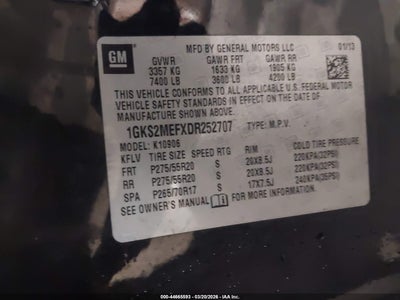 GM
MFD BY GENERAL MOTORS LLC 01/13
GVWR GAWR FRT GAWR RR
3357 KG 1633 KG 1905 KG
7400 LB 3600 LB 4200 LB
THIS VEHICLE CONFORMS TO ALL APPLICABLE U.S. FEDERAL MOTOR
VEHICLE SAFETY STANDARDS IN EFFECT ON THE DATE OF
MANUFACTURE SHOWN ABOVE.
1GKS2MEFXDR252707 TYPE: M.P.V.
MODEL: K10906
KFLV TIRE SIZE SPEED RTG RIM COLD TIRE PRESSURE
FRT P275/55R20 S 20X8.5J 220KPA(32PSI)
RR P275/55R20 S 20X8.5J 220KPA(32PSI)
SPA P265/70R17 S 17X7.5J 240KPA(35PSI)
SEE OWNER'S MANUAL FOR MORE INFORMATION.
000-44665593 - 03/20/2026 - © IAA, Inc.